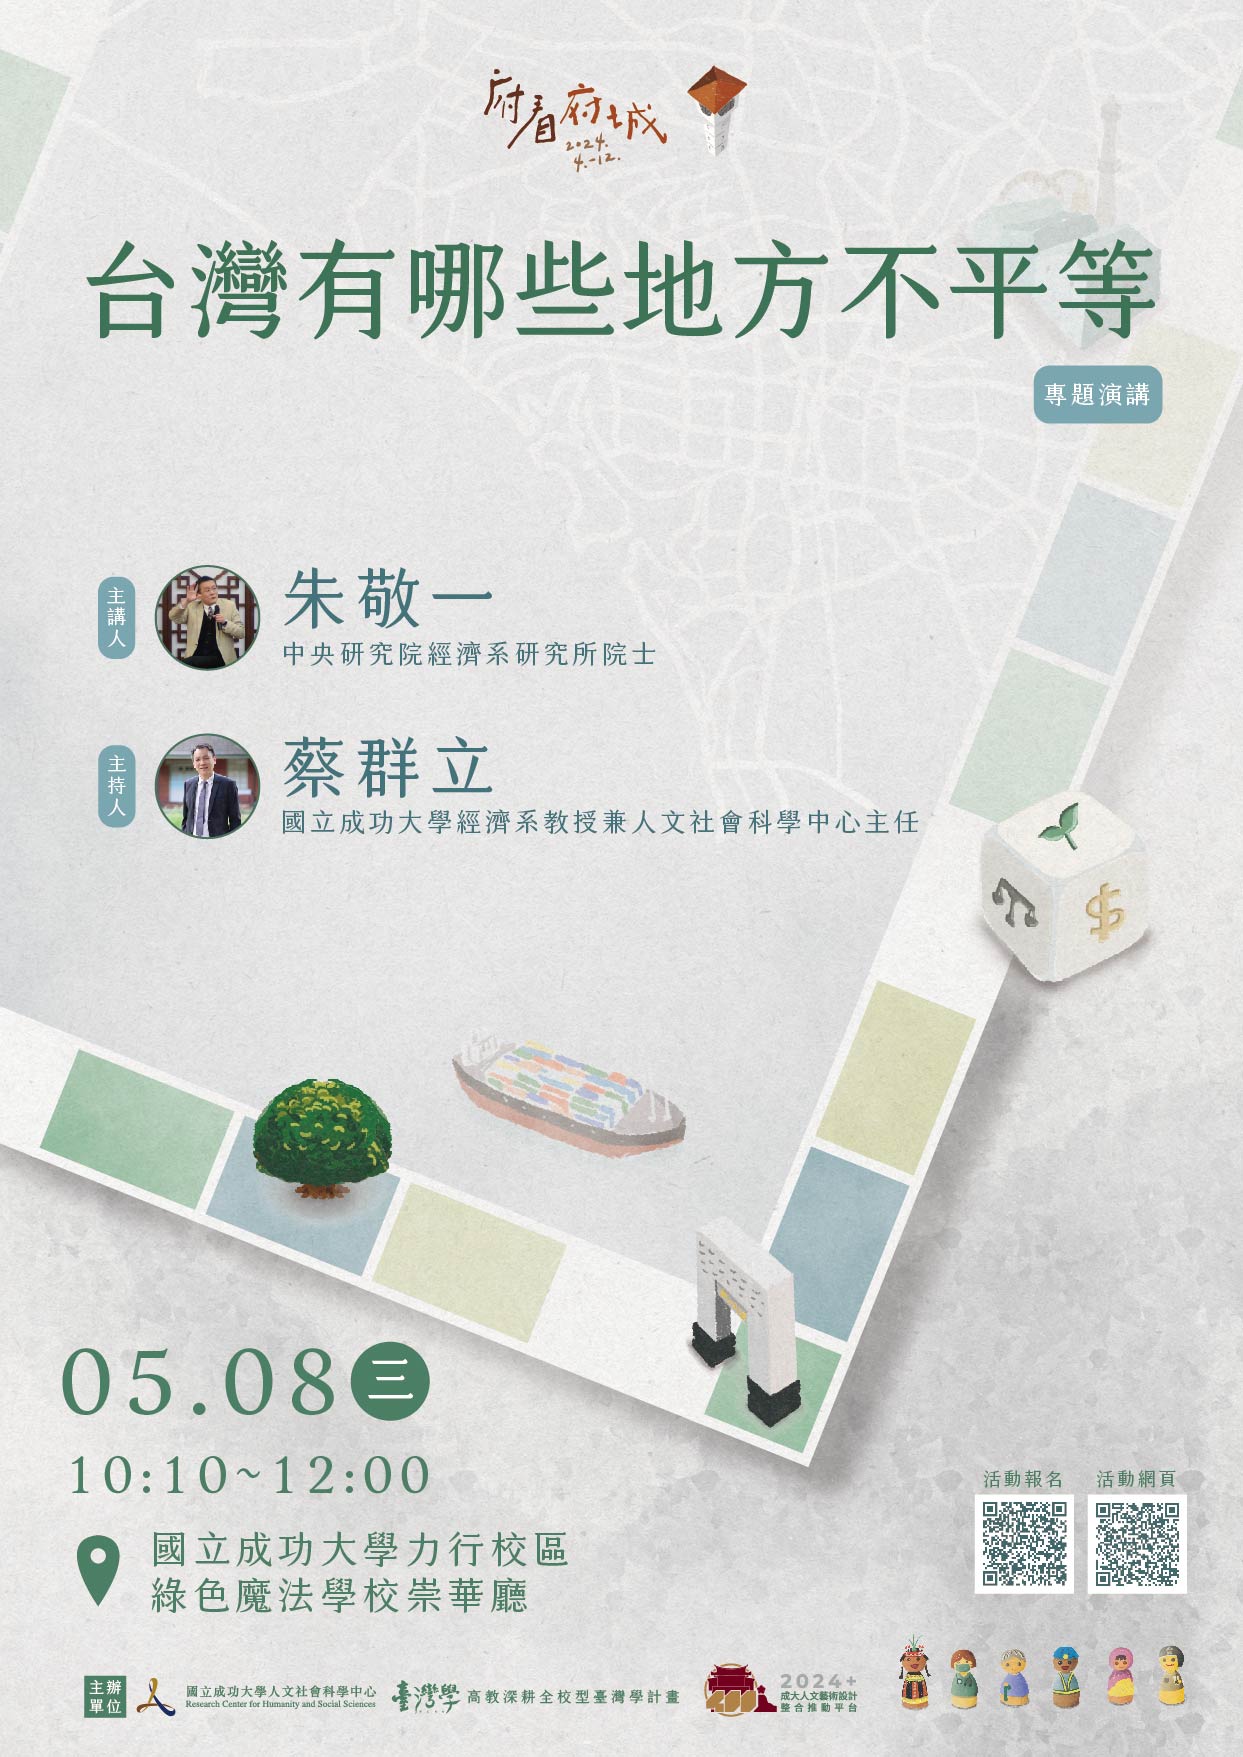 府看府城
2024.
4.-12.
台灣有哪些地方不平等
專題演講
主講人
朱敬一
中央研究院經濟系研究所院士
主持人
蔡群立
國立成功大學經濟系教授兼人文社會科學中心主任
$
05.08 三
10:10~12:00
國立成功大學力行校區
綠色魔法學校崇華廳
活動報名 活動網頁
主辦單位
國立成功大學人文社會科學中心
Research Center for Humanity and Social Sciences
臺灣學 高教深耕全校型臺灣學計畫
200
2024+
成大人文藝術設計
整合推動平台